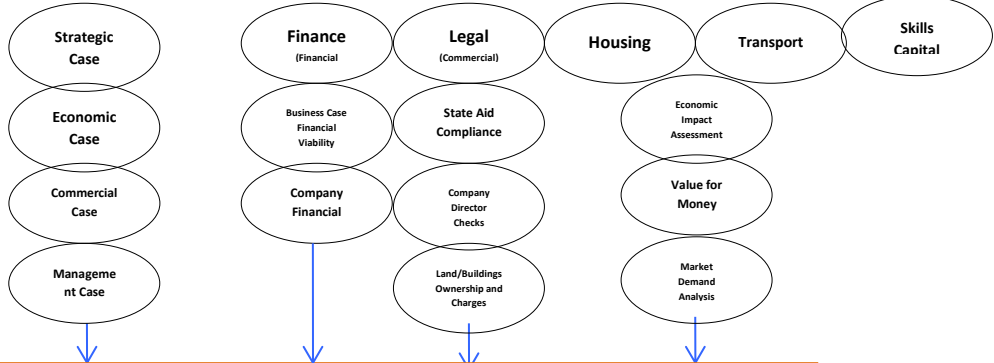 Strategic
Case
Economic
Case
Commercial
Case
Manageme
nt Case
Finance
(Financial
Business Case
Financial
Viability
Company
Financial
Legal
(Commercial)
State Aid
Compliance
Company
Director
Checks
Land/Buildings
Ownership and
Charges
Housing
Transport
Economic
Impact
Assessment
Value for
Money
Market
Demand
Analysis
Skills
Capital